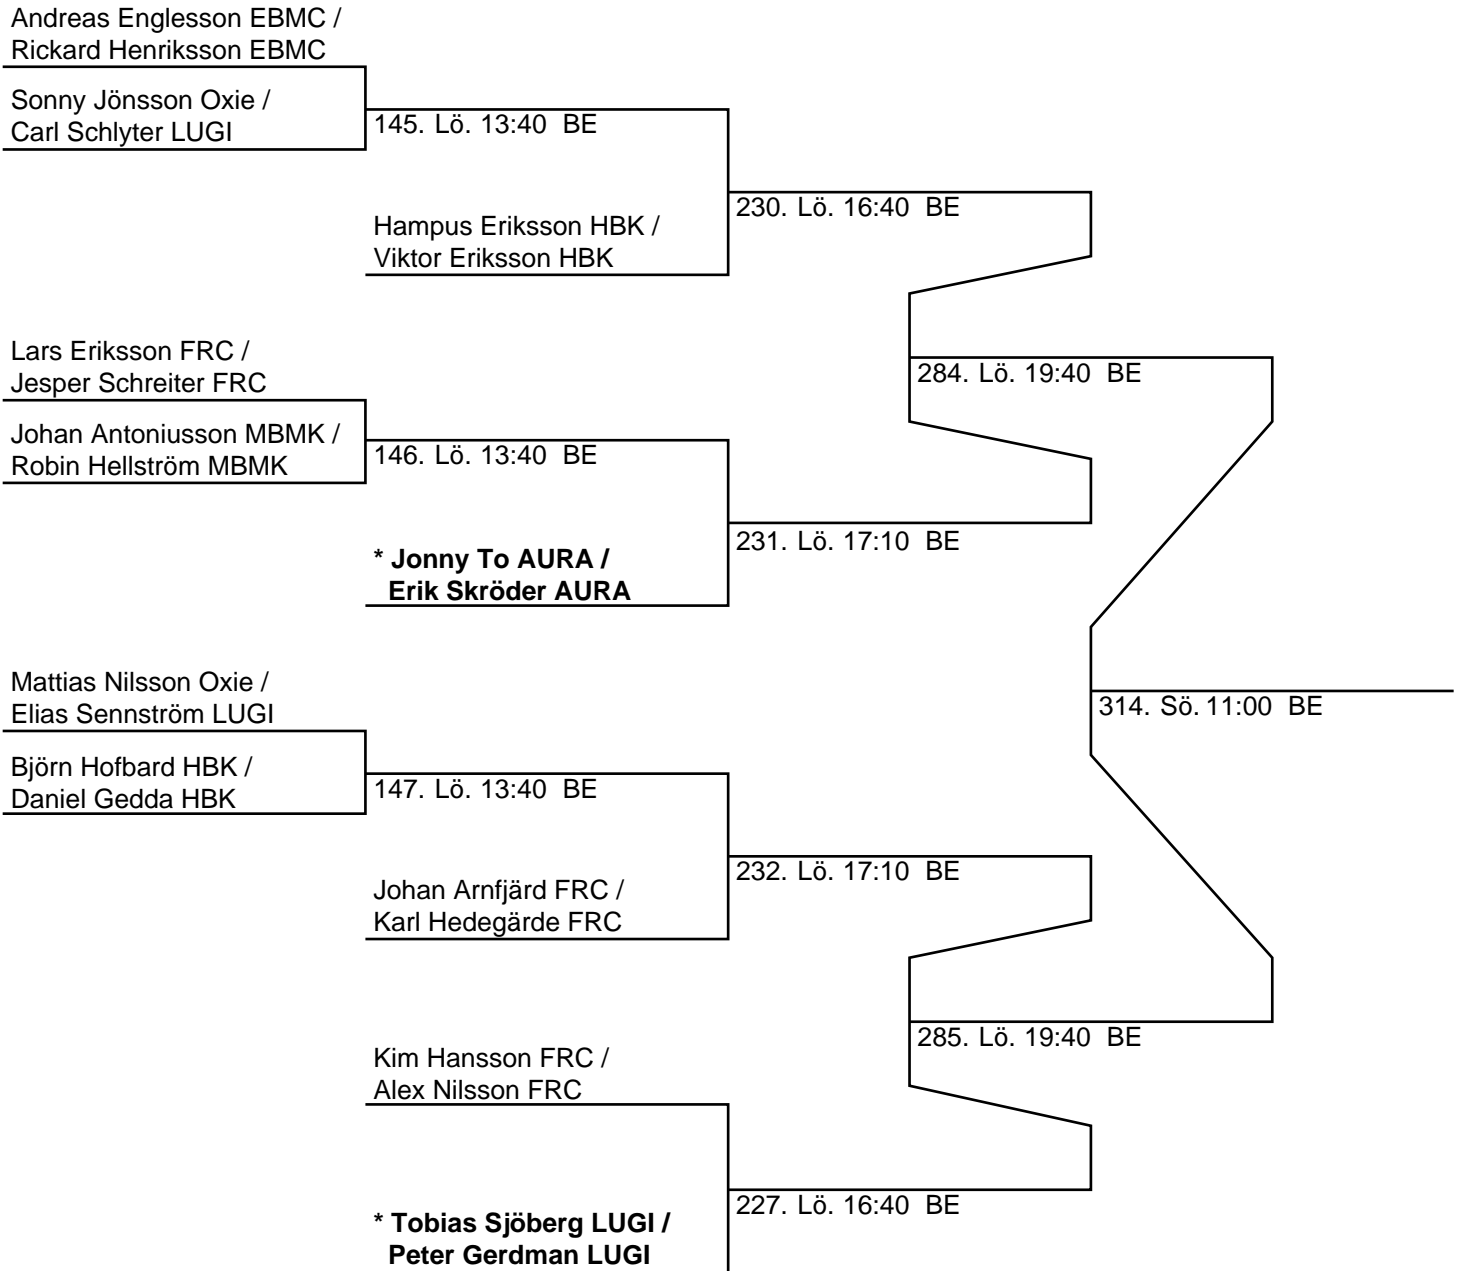 Andreas Englesson EBMC /
Rickard Henriksson EBMC
Sonny Jönsson Oxie /
Carl Schlyter LUGI
145. Lö. 13:40 BE
Hampus Eriksson HBK /
Viktor Eriksson HBK
230. Lö. 16:40 BE
Lars Eriksson FRC /
Jesper Schreiter FRC
284. Lö. 19:40 BE
Johan Antoniusson MBMK /
Robin Hellström MBMK
146. Lö. 13:40 BE
* Jonny To AURA /
Erik Skröder AURA
231. Lö. 17:10 BE
Mattias Nilsson Oxie /
Elias Sennström LUGI
314. Sö. 11:00 BE
Björn Hofbard HBK /
Daniel Gedda HBK
147. Lö. 13:40 BE
Johan Arnfjärd FRC /
Karl Hedegärde FRC
232. Lö. 17:10 BE
285. Lö. 19:40 BE
Kim Hansson FRC /
Alex Nilsson FRC
* Tobias Sjöberg LUGI /
Peter Gerdman LUGI
227. Lö. 16:40 BE